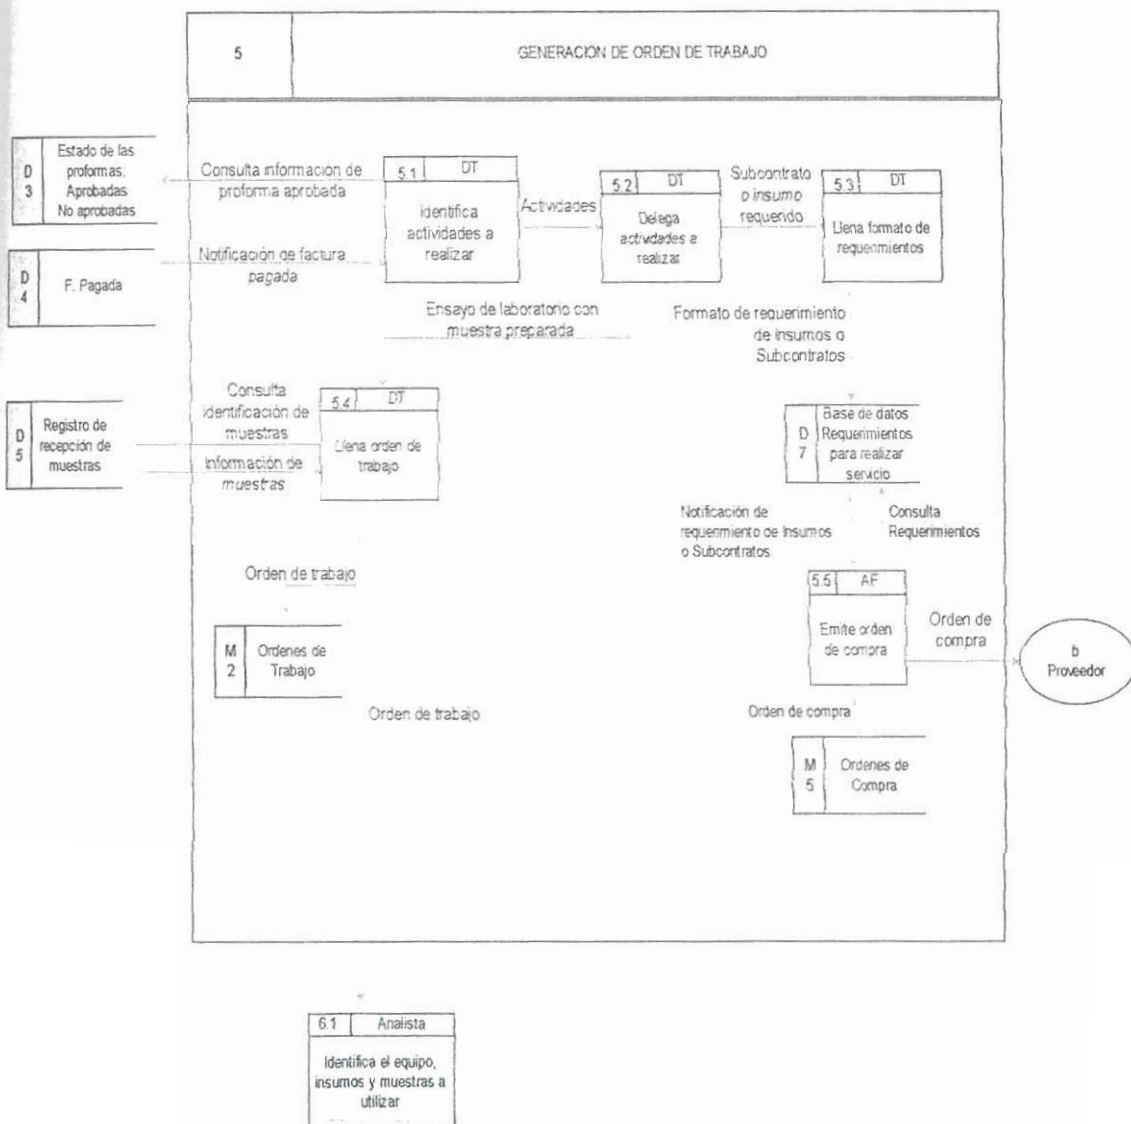 5
GENERACION DE ORDEN DE TRABAJO
D
3
Estado de las
proformas:
Aprobadas
No aprobadas
Consulta información de
proforma aprobada
5.1
DT
Identifica
actividades a
realizar
Actividades
5.2
DT
Delega
actividades a
realizar
Subcontrato
o insumo
requerido
5.3
DT
Llena formato de
requerimientos
D
4
F. Pagada
Notificación de factura
pagada
Ensayo de laboratorio con
muestra preparada
Formato de requerimiento
de Insumos o
Subcontratos
D
5
Registro de
recepción de
muestras
Consulta
identificación de
muestras
Información de
muestras
5.4
DT
Llena orden de
trabajo
D
7
Base de datos
Requerimientos
para realizar
servicio
Notificación de
requerimiento de Insumos
o Subcontratos
Consulta
Requerimientos
Orden de trabajo
5.5
AF
Emite orden
de compra
Orden de
compra
b
Proveedor
M
2
Ordenes de
Trabajo
Orden de trabajo
Orden de compra
M
5
Ordenes de
Compra
6.1
Analista
Identifica el equipo,
insumos y muestras a
utilizar